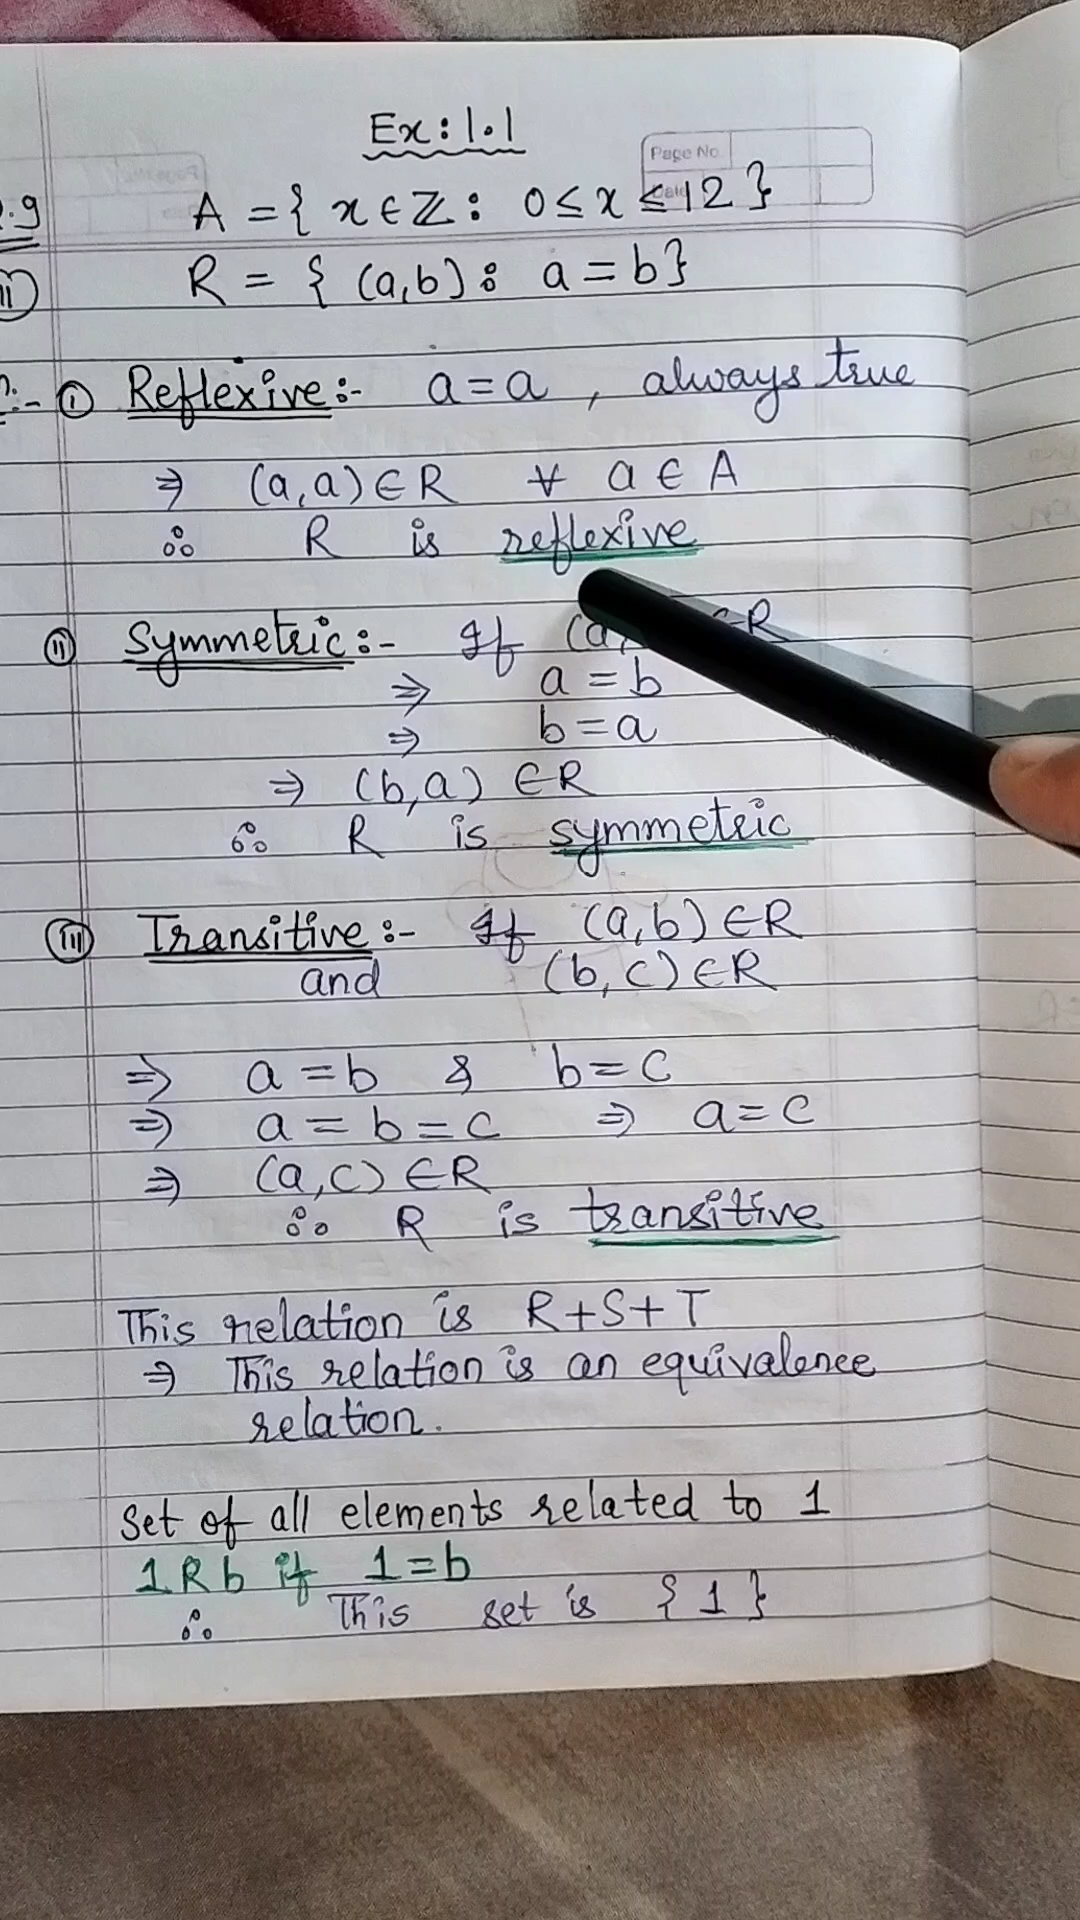 Ex: 1.1
Page No.
A = { x ∈ Z : 0 ≤ x ≤ 12 }
ii R = { (a,b) : a = b }
i Reflexive :- a = a , always true
⇒ (a,a) ∈ R ∀ a ∈ A
∴ R is reflexive
ii Symmetric :- If (a, ∈ R
⇒ a = b
⇒ b = a
⇒ (b,a) ∈ R
∴ R is symmetric
iii Transitive :- If (a,b) ∈ R
and (b,c) ∈ R
⇒ a = b & b = c
⇒ a = b = c ⇒ a = c
⇒ (a,c) ∈ R
∴ R is transitive
This relation is R+S+T
⇒ This relation is an equivalence
relation.
Set of all elements related to 1
1 R b if 1 = b
∴ This set is { 1 }